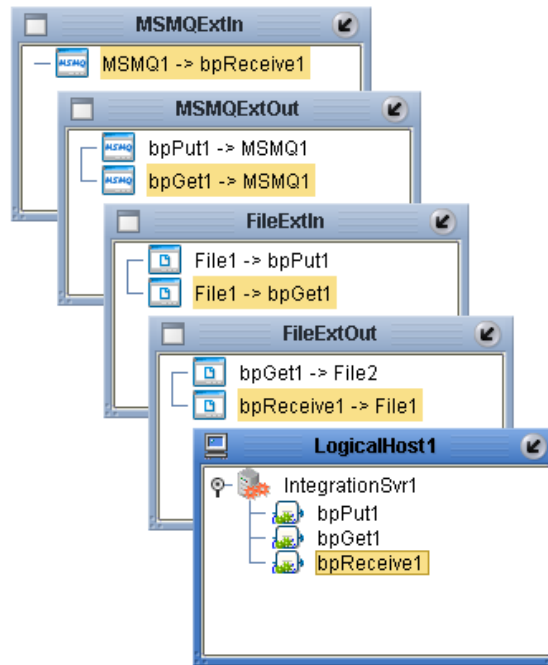 MSMQExtIn
MSMQ MSMQ1 -> bpReceive1
MSMQExtOut
MSMQ bpPut1 -> MSMQ1
MSMQ bpGet1 -> MSMQ1
FileExtIn
File1 -> bpPut1
File1 -> bpGet1
FileExtOut
bpGet1 -> File2
bpReceive1 -> File1
LogicalHost1
IntegrationSvr1
bpPut1
bpGet1
bpReceive1